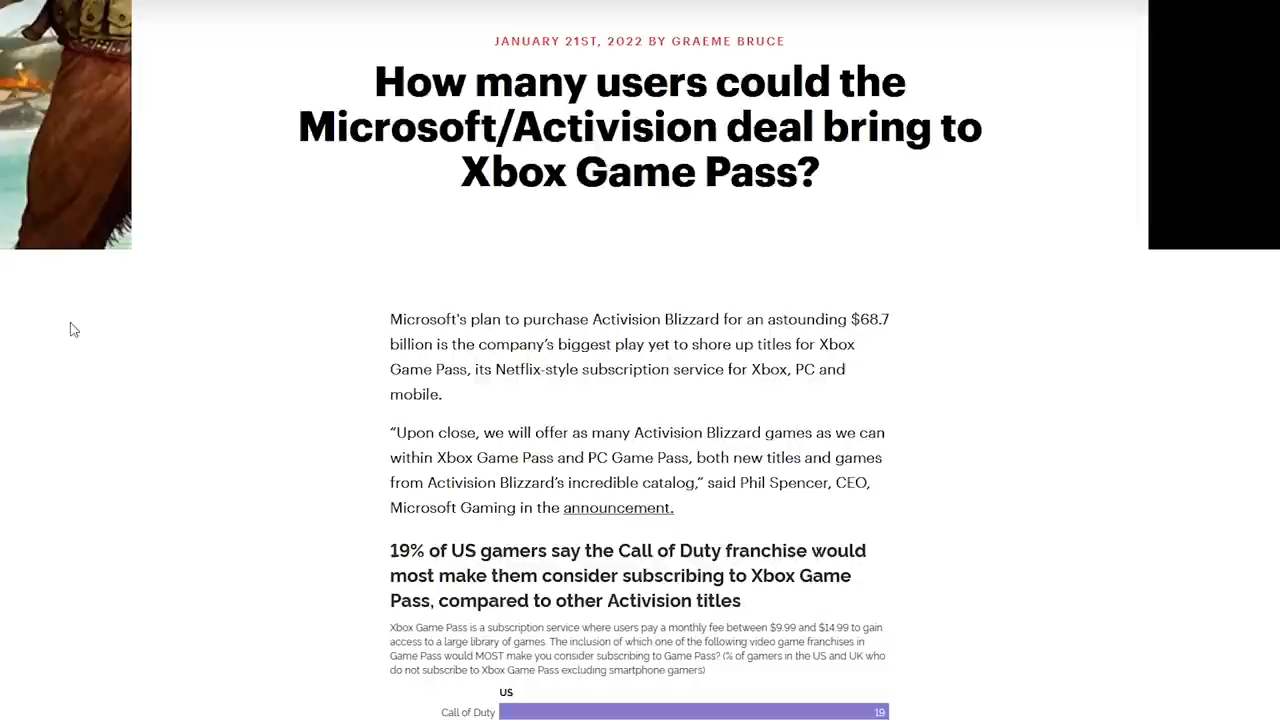 JANUARY 21ST, 2022 BY GRAEME BRUCE
How many users could the
Microsoft/Activision deal bring to
Xbox Game Pass?
Microsoft's plan to purchase Activision Blizzard for an astounding $68.7
billion is the company’s biggest play yet to shore up titles for Xbox
Game Pass, its Netflix-style subscription service for Xbox, PC and
mobile.
“Upon close, we will offer as many Activision Blizzard games as we can
within Xbox Game Pass and PC Game Pass, both new titles and games
from Activision Blizzard’s incredible catalog,” said Phil Spencer, CEO,
Microsoft Gaming in the announcement.
19% of US gamers say the Call of Duty franchise would
most make them consider subscribing to Xbox Game
Pass, compared to other Activision titles
Xbox Game Pass is a subscription service where users pay a monthly fee between $9.99 and $14.99 to gain
access to a large library of games. The inclusion of which one of the following video game franchises in
Game Pass would MOST make you consider subscribing to Game Pass? (% of gamers in the US and UK who
do not subscribe to Xbox Game Pass excluding smartphone gamers)
US
Call of Duty 19